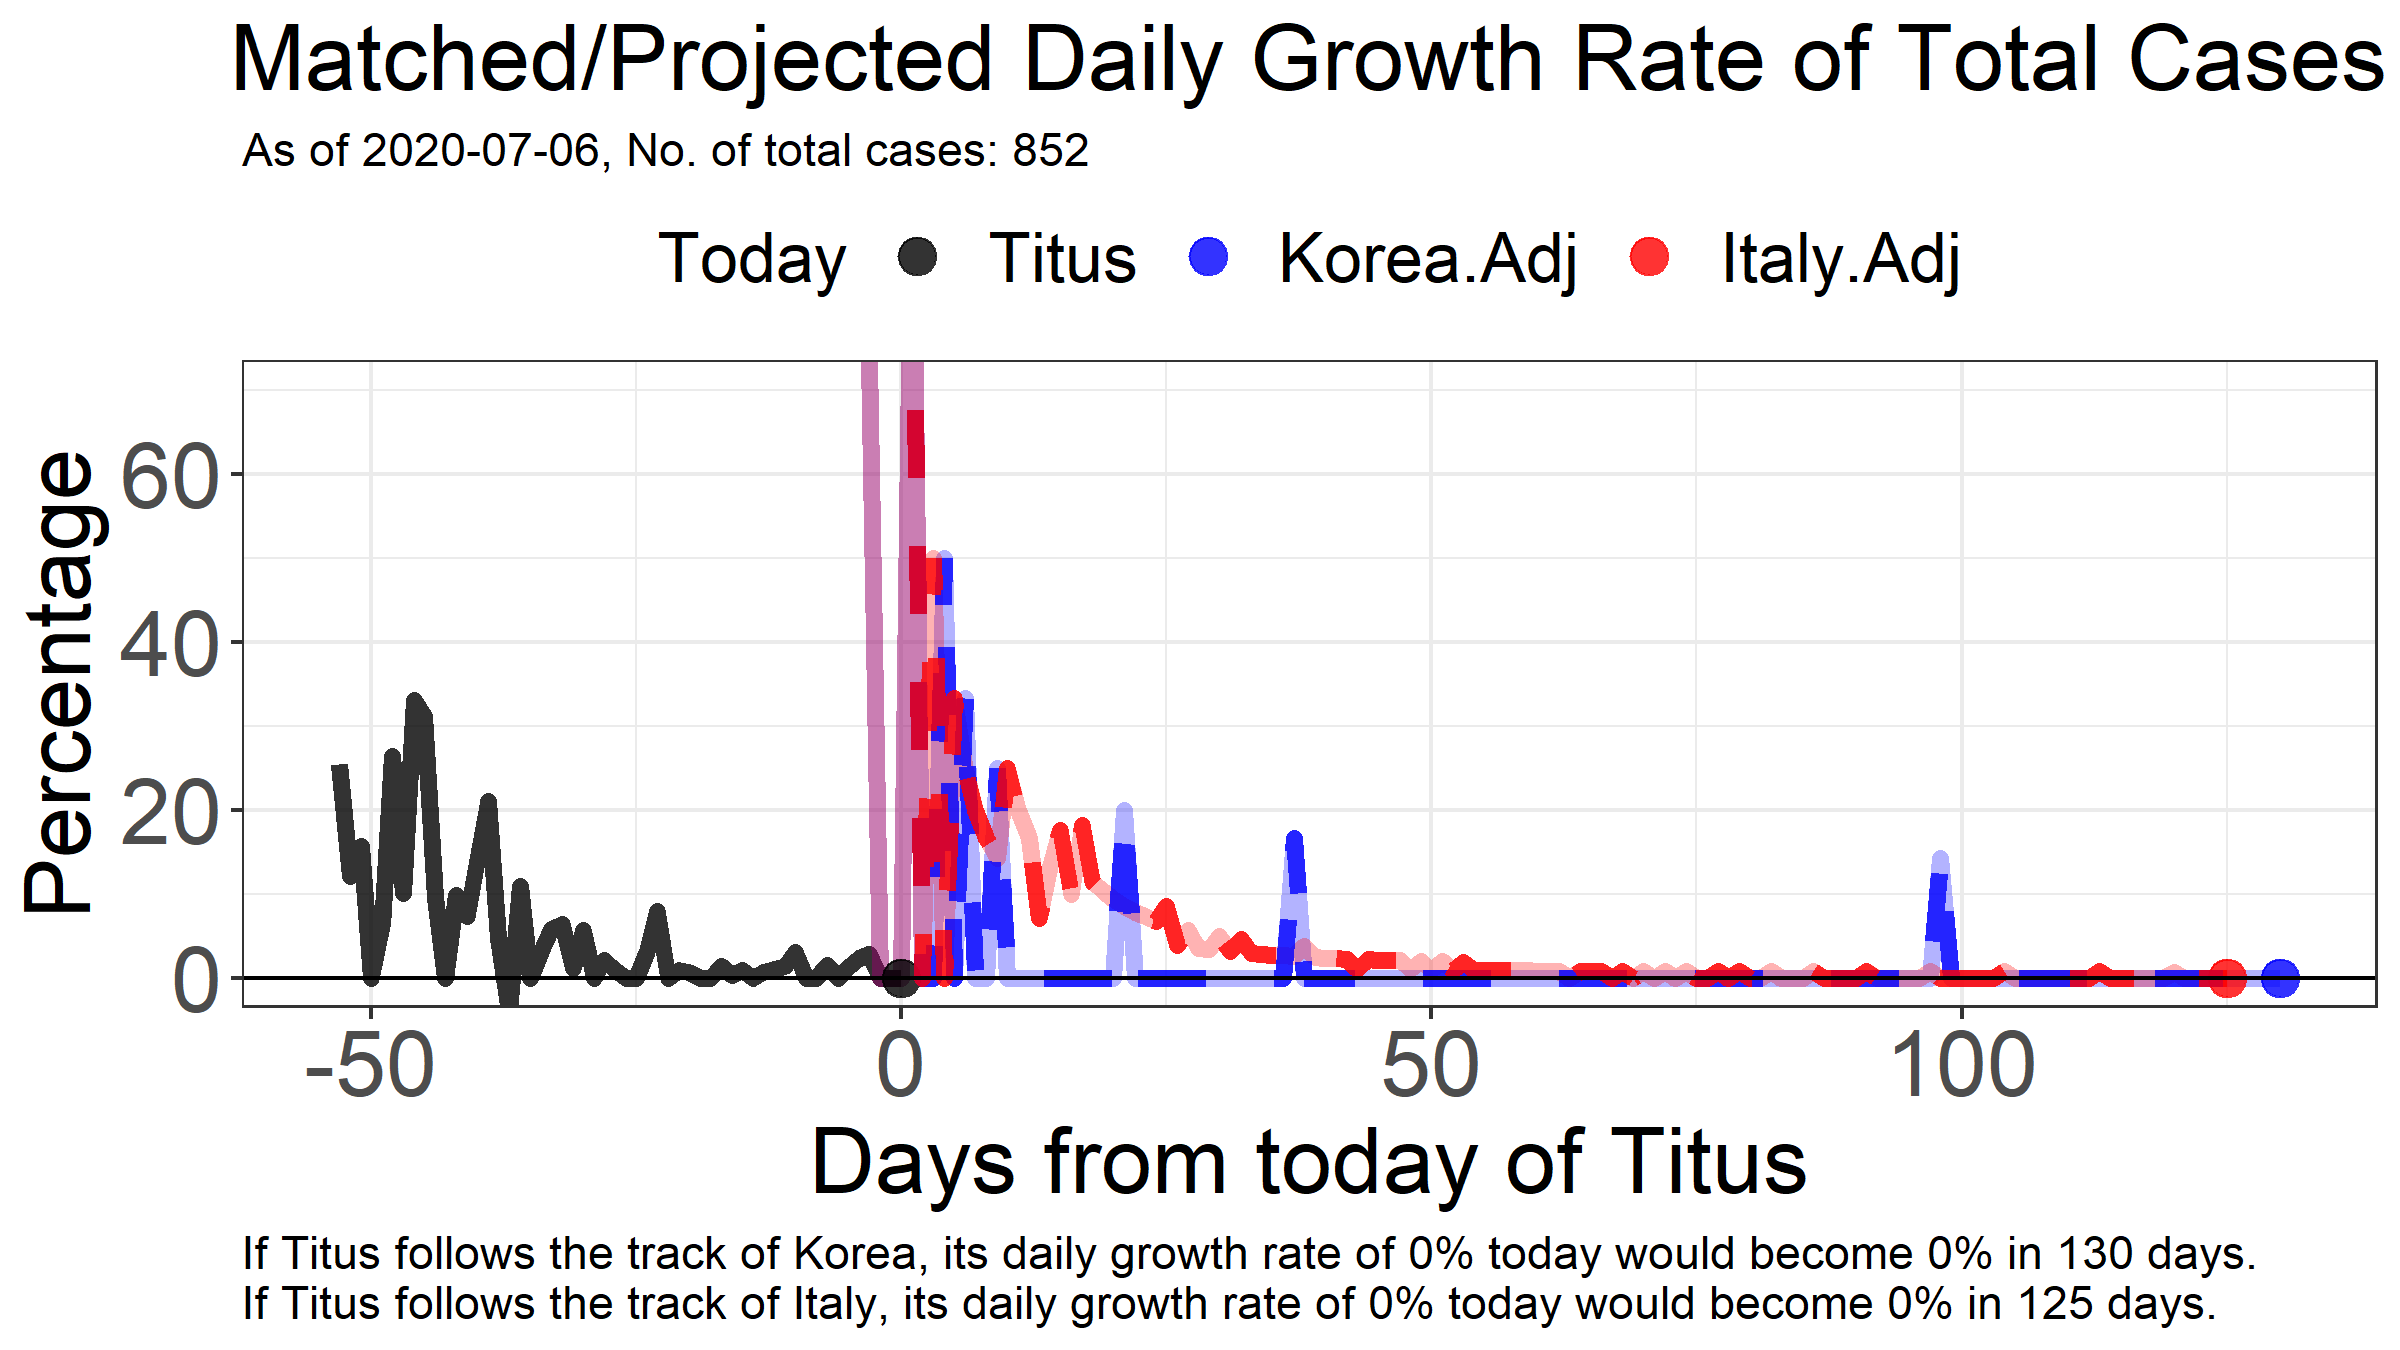 Matched/Projected Daily Growth Rate of Total Cases
As of 2020-07-06, No. of total cases: 852
Today Titus Korea.Adj Italy.Adj
Percentage
60
40
20
0
-50 0 50 100
Days from today of Titus
If Titus follows the track of Korea, its daily growth rate of 0% today would become 0% in 130 days.
If Titus follows the track of Italy, its daily growth rate of 0% today would become 0% in 125 days.